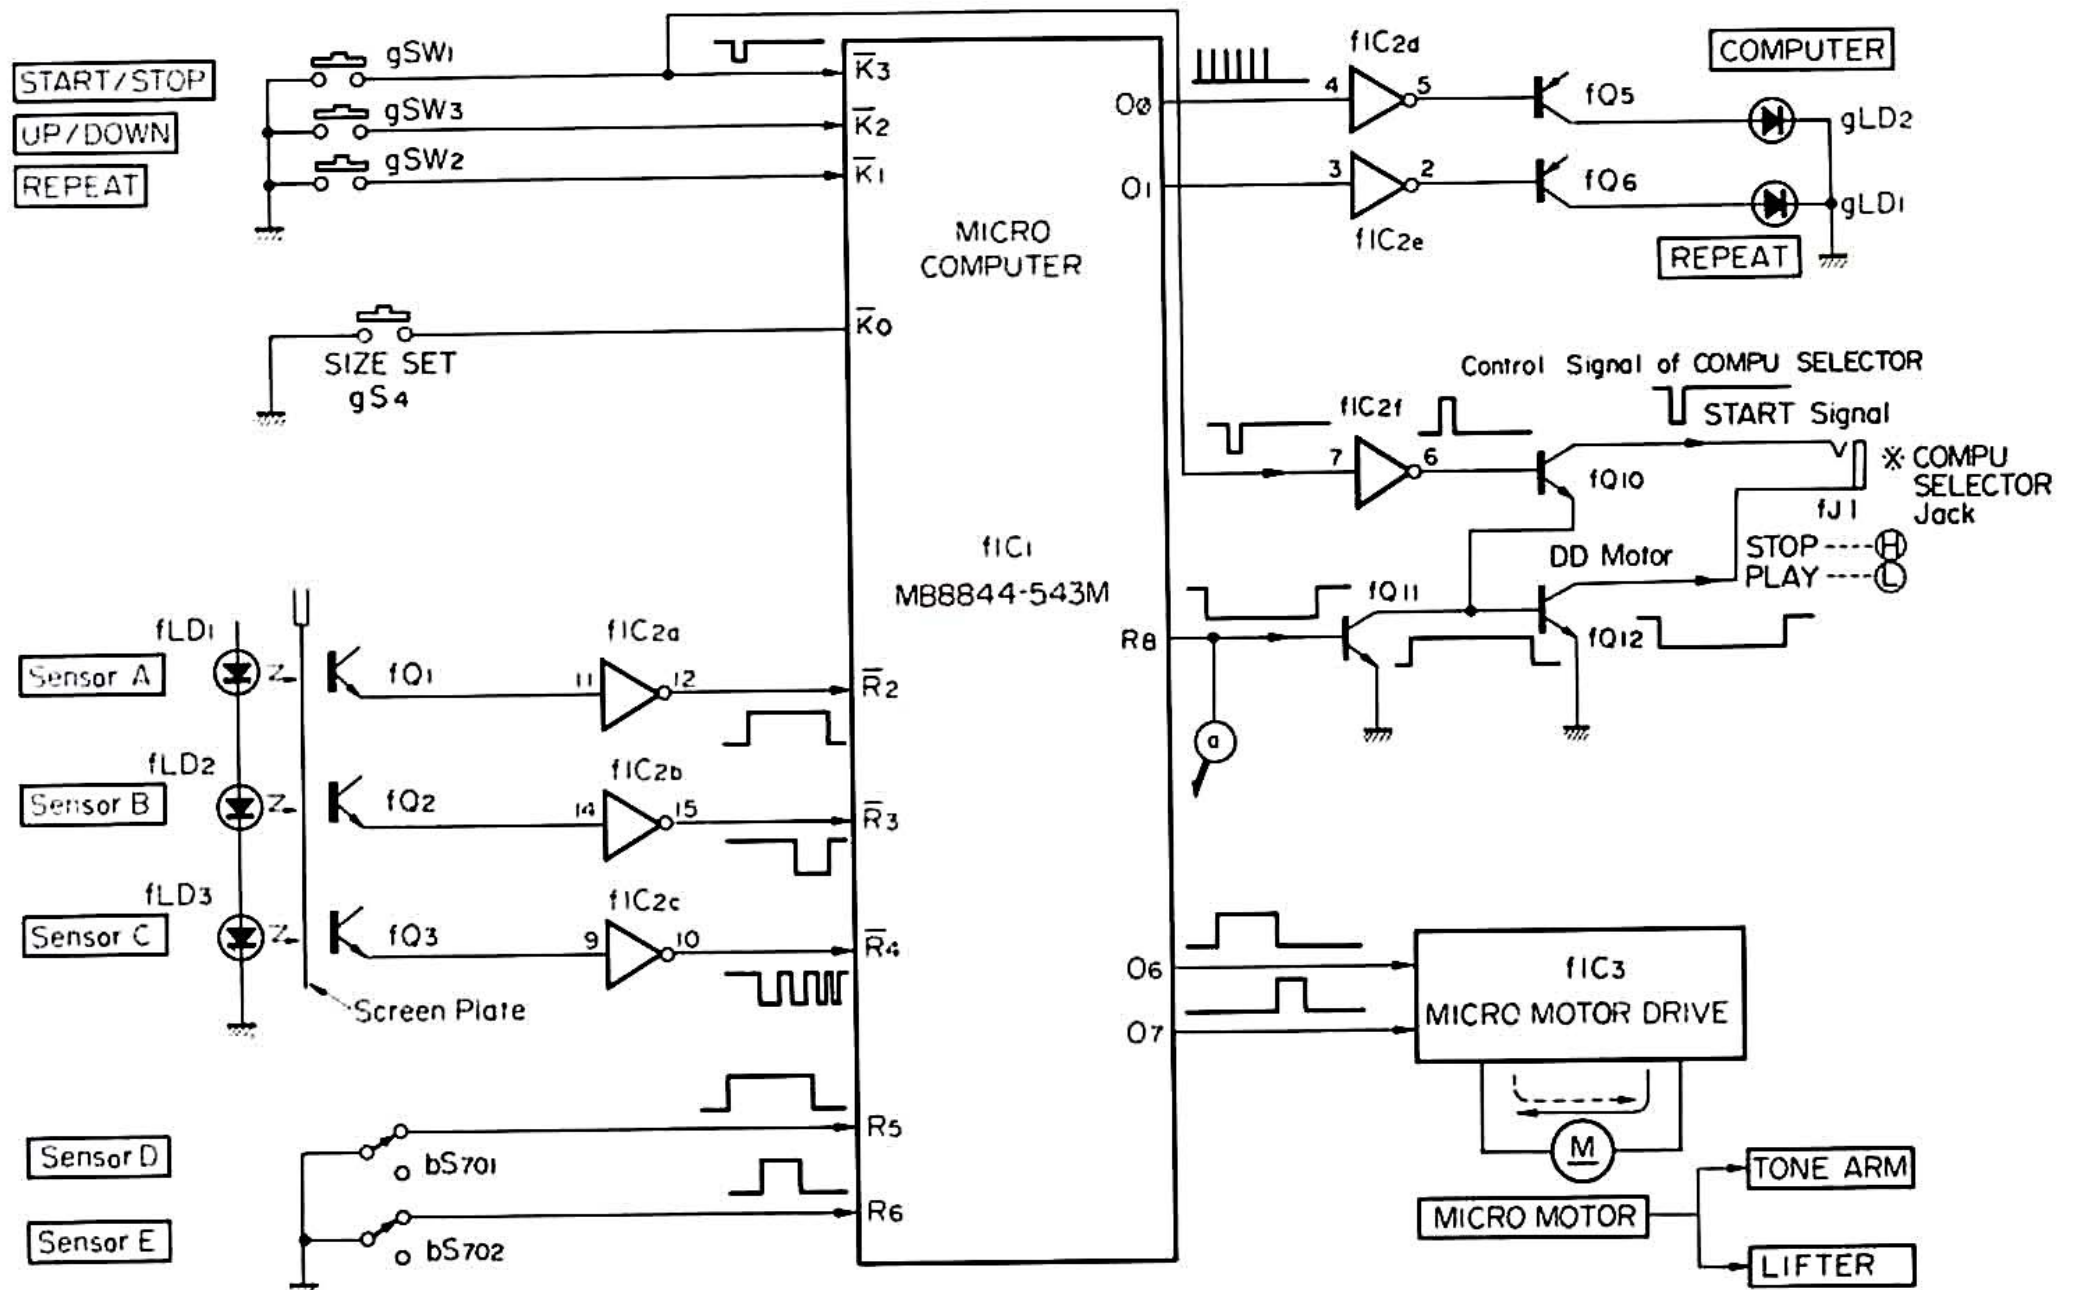 START/STOP
gSW1
K3
UP/DOWN
gSW3
K2
REPEAT
gSW2
K1
SIZE SET
gS4
K0
MICRO
COMPUTER
fIC1
MB8844-543M
O0
4
fIC2d
5
fQ5
COMPUTER
gLD2
O1
3
2
fIC2e
fQ6
gLD1
REPEAT
Control Signal of COMPU SELECTOR
START Signal
fIC2f
7
6
fQ10
※ COMPU
SELECTOR
Jack
fJ1
STOP ----Ⓗ
PLAY ----Ⓛ
DD Motor
R8
fQ11
fQ12
a
Sensor A
fLD1
fQ1
fIC2a
11
12
R2
Sensor B
fLD2
fQ2
fIC2b
14
15
R3
Sensor C
fLD3
fQ3
fIC2c
9
10
R4
Screen Plate
Sensor D
bS701
R5
Sensor E
bS702
R6
O6
O7
fIC3
MICRO MOTOR DRIVE
M
MICRO MOTOR
TONE ARM
LIFTER